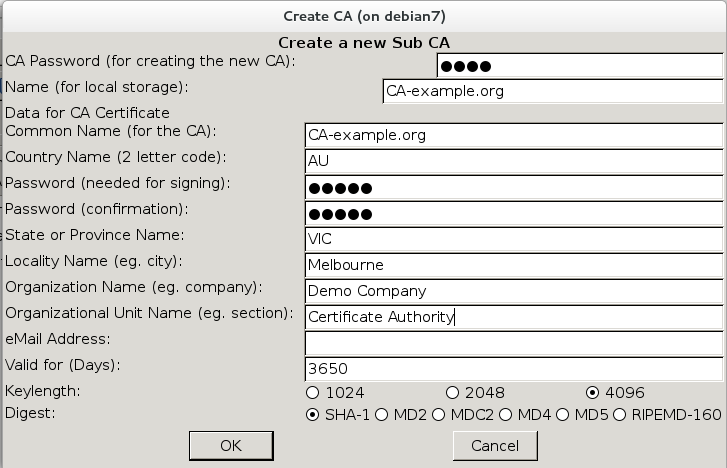 Create CA (on debian7)
Create a new Sub CA
CA Password (for creating the new CA): ●●●●
Name (for local storage): CA-example.org
Data for CA Certificate
Common Name (for the CA): CA-example.org
Country Name (2 letter code): AU
Password (needed for signing): ●●●●●
Password (confirmation): ●●●●●
State or Province Name: VIC
Locality Name (eg. city): Melbourne
Organization Name (eg. company): Demo Company
Organizational Unit Name (eg. section): Certificate Authority
eMail Address:
Valid for (Days): 3650
Keylength: 1024 2048 4096
Digest: SHA-1 MD2 MDC2 MD4 MD5 RIPEMD-160
OK Cancel